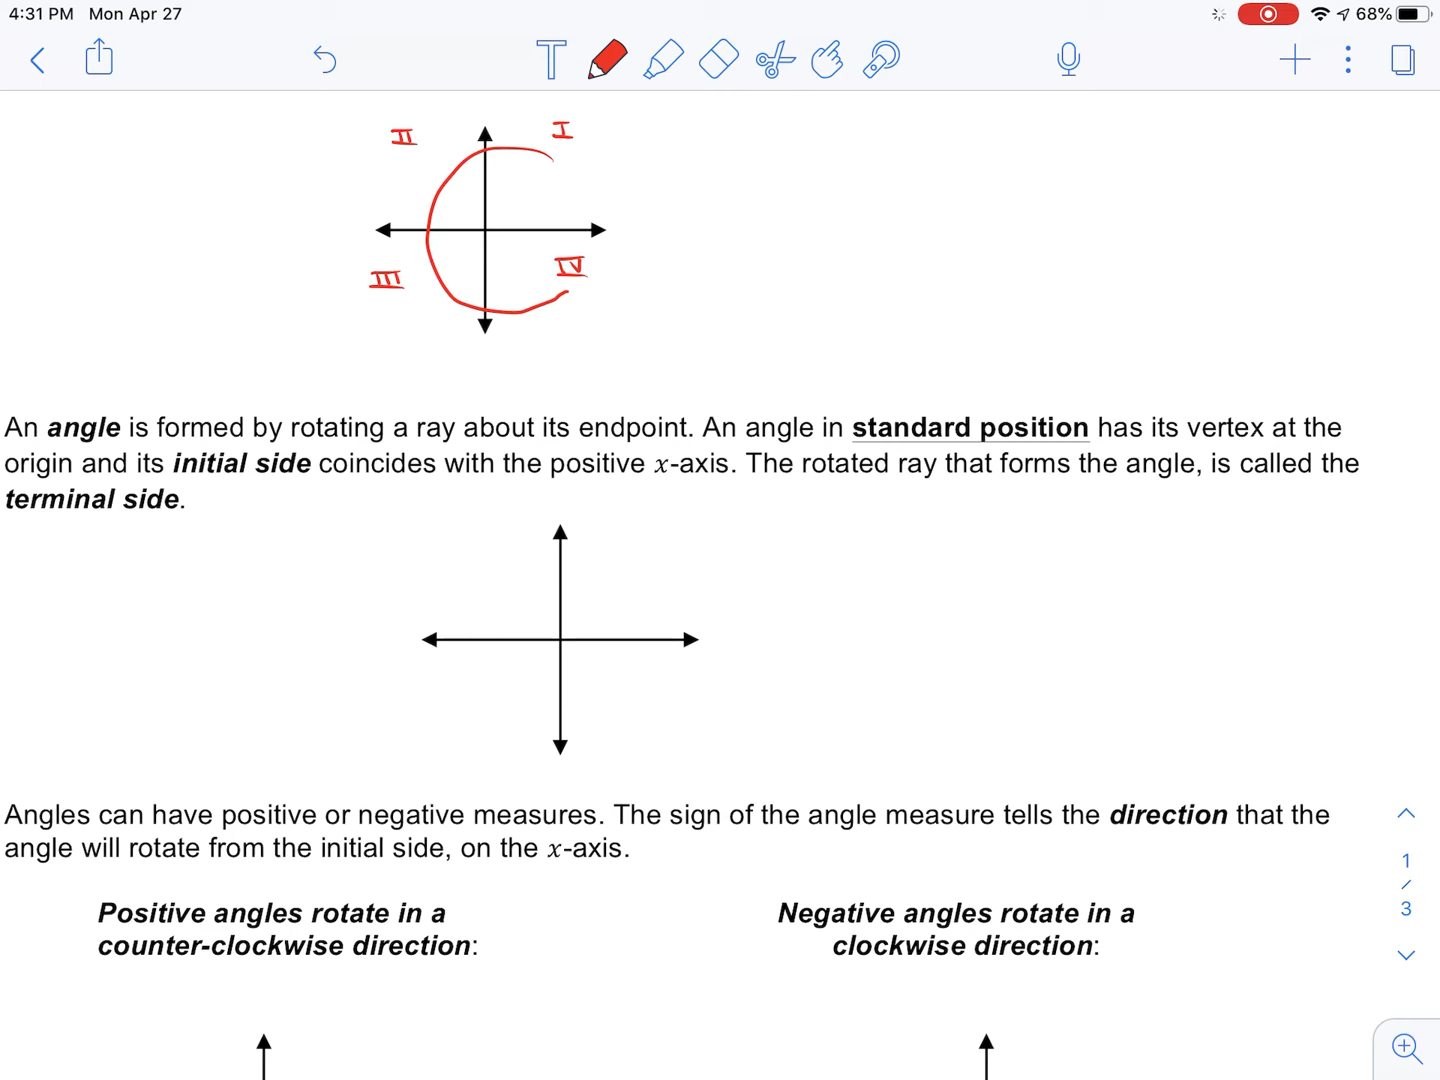 4:31 PM Mon Apr 27
68%
T
II I
III IV
An angle is formed by rotating a ray about its endpoint. An angle in standard position has its vertex at the
origin and its initial side coincides with the positive x-axis. The rotated ray that forms the angle, is called the
terminal side.
Angles can have positive or negative measures. The sign of the angle measure tells the direction that the
angle will rotate from the initial side, on the x-axis.
1
/
3
Positive angles rotate in a
counter-clockwise direction:
Negative angles rotate in a
clockwise direction: